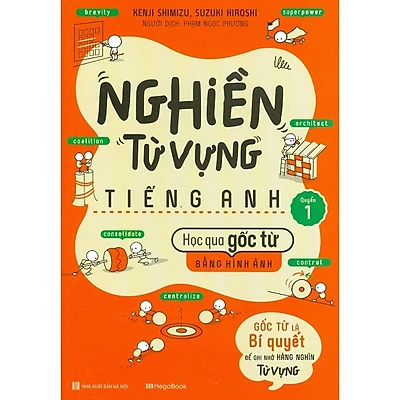 KENJI SHIMIZU, SUZUKI HIROSHI
NGƯỜI DỊCH: PHẠM NGỌC PHƯƠNG
brevity
superpower
NGHIỀN
TỪ VỰNG
TIẾNG ANH
architect
coalition
Quyển
1
Học qua gốc từ
BẰNG HÌNH ẢNH
consolidate
control
centralize
GỐC TỪ LÀ
Bí quyết
ĐỂ GHI NHỚ HÀNG NGHÌN
TỪ VỰNG
NHÀ XUẤT BẢN HÀ NỘI
MegaBook